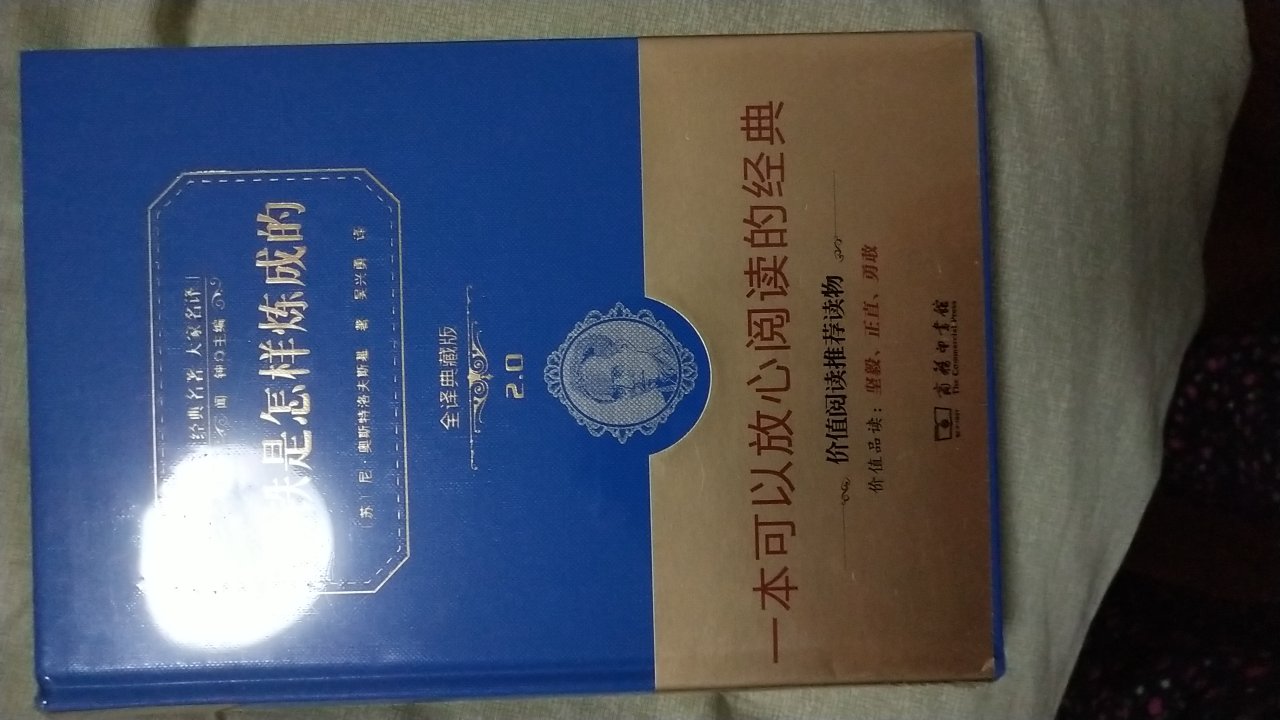 经典名著 大家名译
闻 钟 主编
是怎样炼成的
〔苏〕尼·奥斯特洛夫斯基 著 吴兴勇 译
全译典藏版
2.0
一本可以放心阅读的经典
价值阅读推荐读物
价值品读：坚毅、正直、勇敢
商务印书馆
The Commercial Press